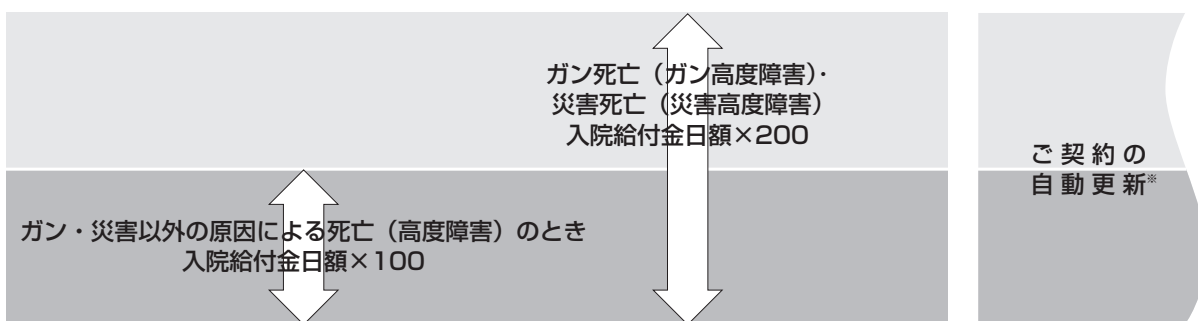 ガン死亡（ガン高度障害）･
災害死亡（災害高度障害）
入院給付金日額×200
ご契約の
自動更新※
ガン・災害以外の原因による死亡（高度障害）のとき
入院給付金日額×100